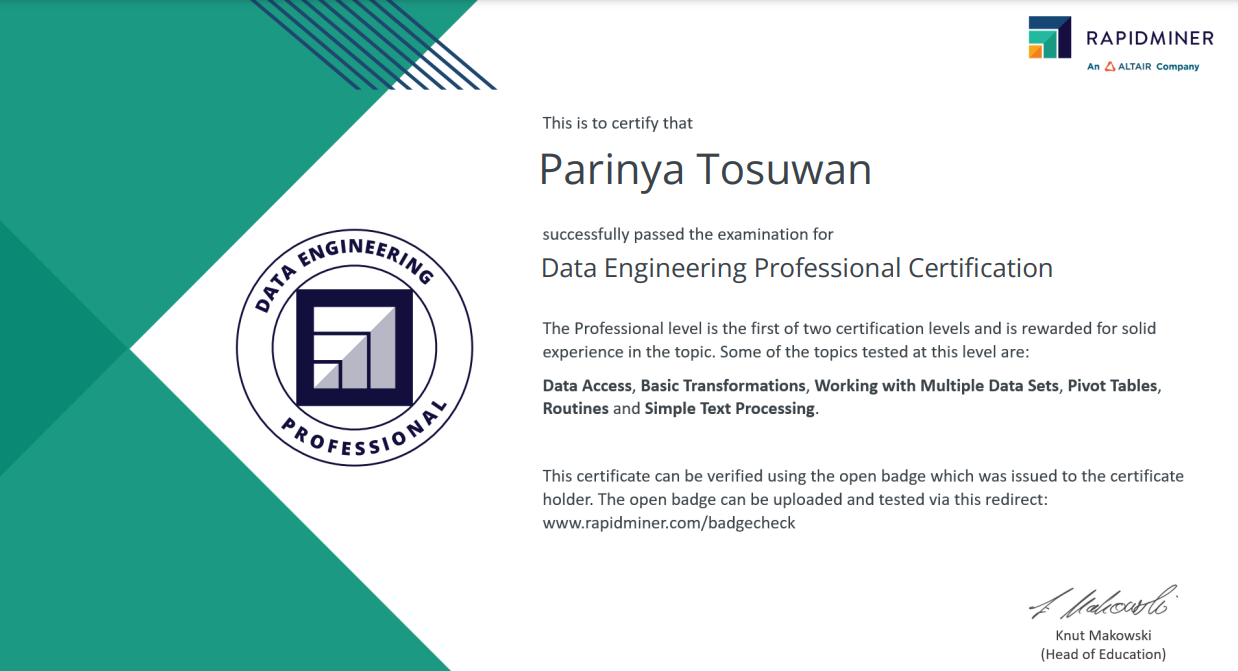 RAPIDMINER
An ALTAIR Company
This is to certify that
Parinya Tosuwan
successfully passed the examination for
Data Engineering Professional Certification
DATA ENGINEERING
PROFESSIONAL
The Professional level is the first of two certification levels and is rewarded for solid
experience in the topic. Some of the topics tested at this level are:
Data Access, Basic Transformations, Working with Multiple Data Sets, Pivot Tables,
Routines and Simple Text Processing.
This certificate can be verified using the open badge which was issued to the certificate
holder. The open badge can be uploaded and tested via this redirect:
www.rapidminer.com/badgecheck
Knut Makowski
(Head of Education)